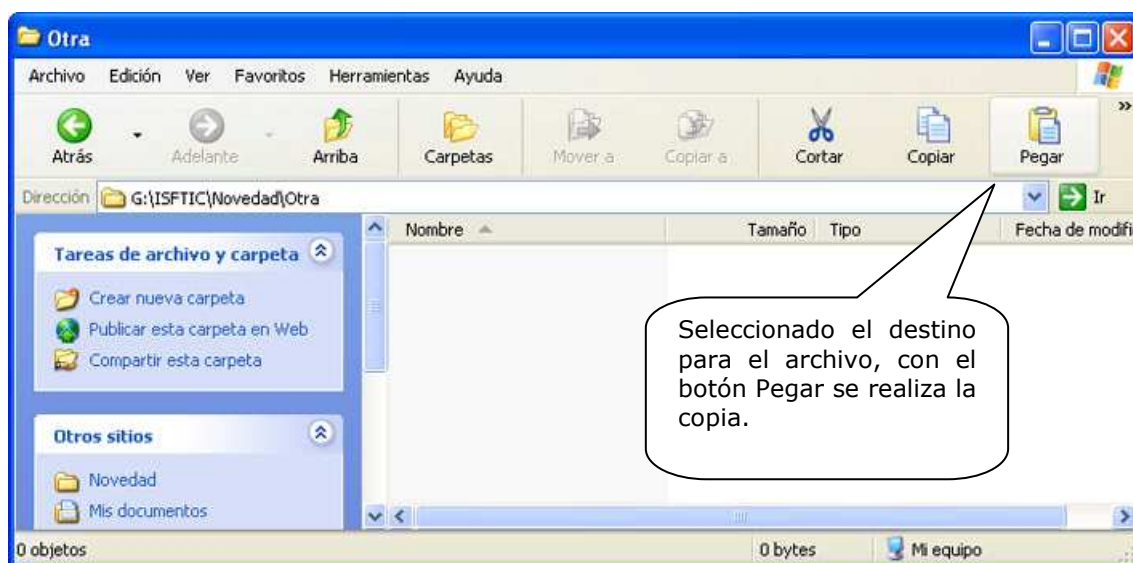 Otra
Archivo Edición Ver Favoritos Herramientas Ayuda
Atrás Adelante Arriba Carpetas Mover a Copiar a Cortar Copiar Pegar »
Dirección G:\ISFTIC\Novedad\Otra Ir
Nombre Tamaño Tipo Fecha de modifi
Tareas de archivo y carpeta
Crear nueva carpeta
Publicar esta carpeta en Web
Compartir esta carpeta
Seleccionado el destino
para el archivo, con el
botón Pegar se realiza la
copia.
Otros sitios
Novedad
Mis documentos
0 objetos 0 bytes Mi equipo